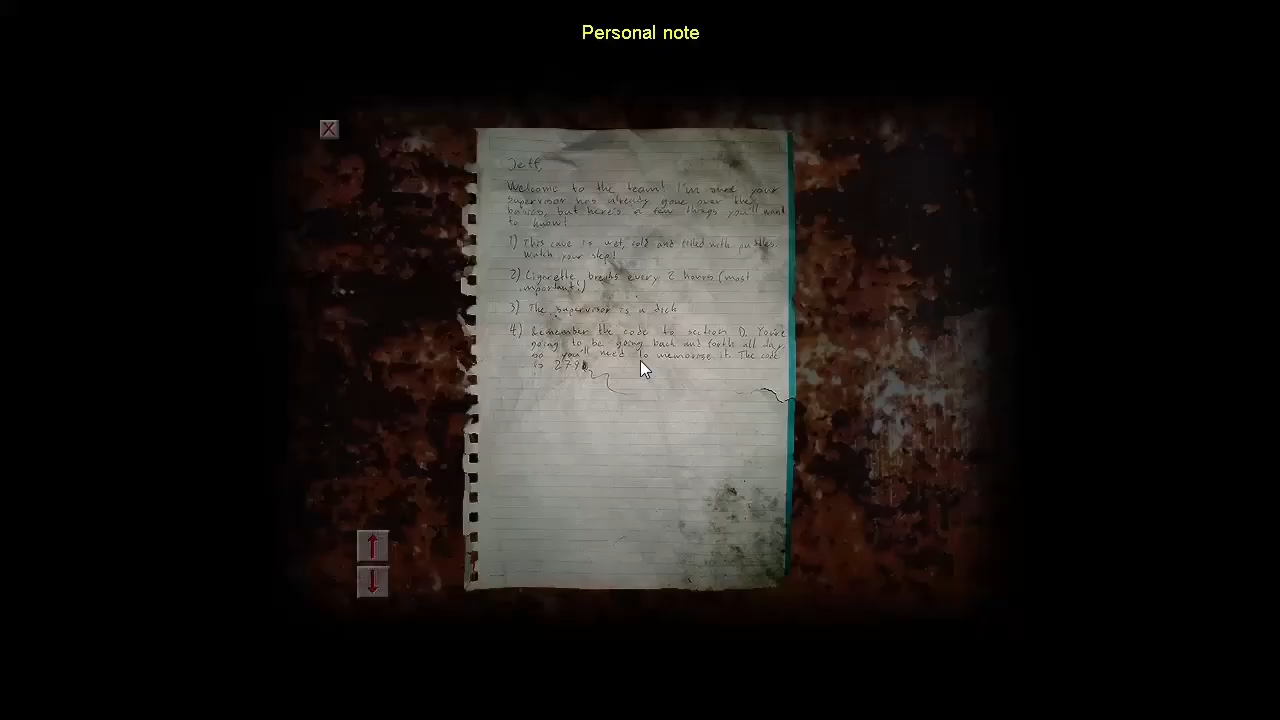 Personal note
Jeff,
Welcome to the team! I'm sure your
supervisor has already gone over the
basics, but here's a few things you'll want
to know!
1) This cave is wet, cold and filled with puddles.
Watch your step!
2) Cigarette breaks every 2 hours (most
important!)
3) The supervisor is a dick
4) Remember the code to section D. You're
going to be going back and forth all day
so you'll need to memorise it. The code
is 279